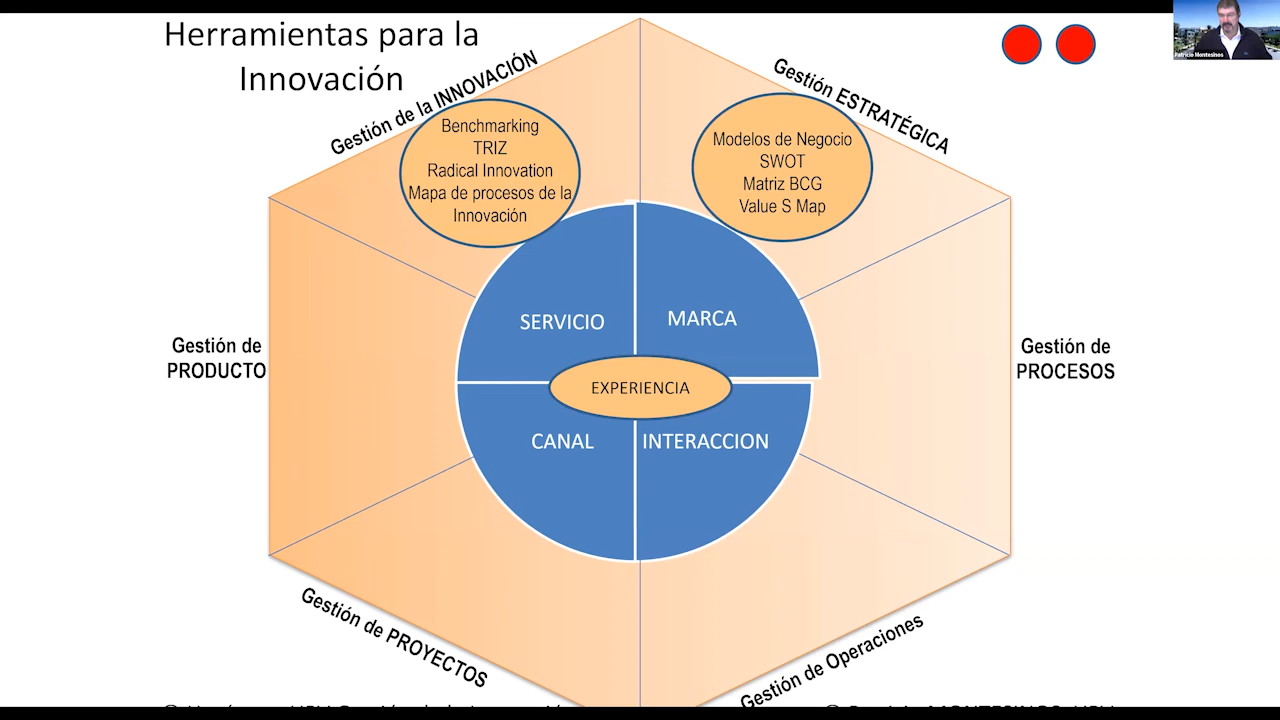 Herramientas para la
Innovación
Patricio Montesinos
Gestión de la INNOVACIÓN
Gestión ESTRATÉGICA
Benchmarking
TRIZ
Radical Innovation
Mapa de procesos de la
Innovación
Modelos de Negocio
SWOT
Matriz BCG
Value S Map
SERVICIO
MARCA
Gestión de
PRODUCTO
Gestión de
PROCESOS
EXPERIENCIA
CANAL
INTERACCION
Gestión de PROYECTOS
Gestión de Operaciones